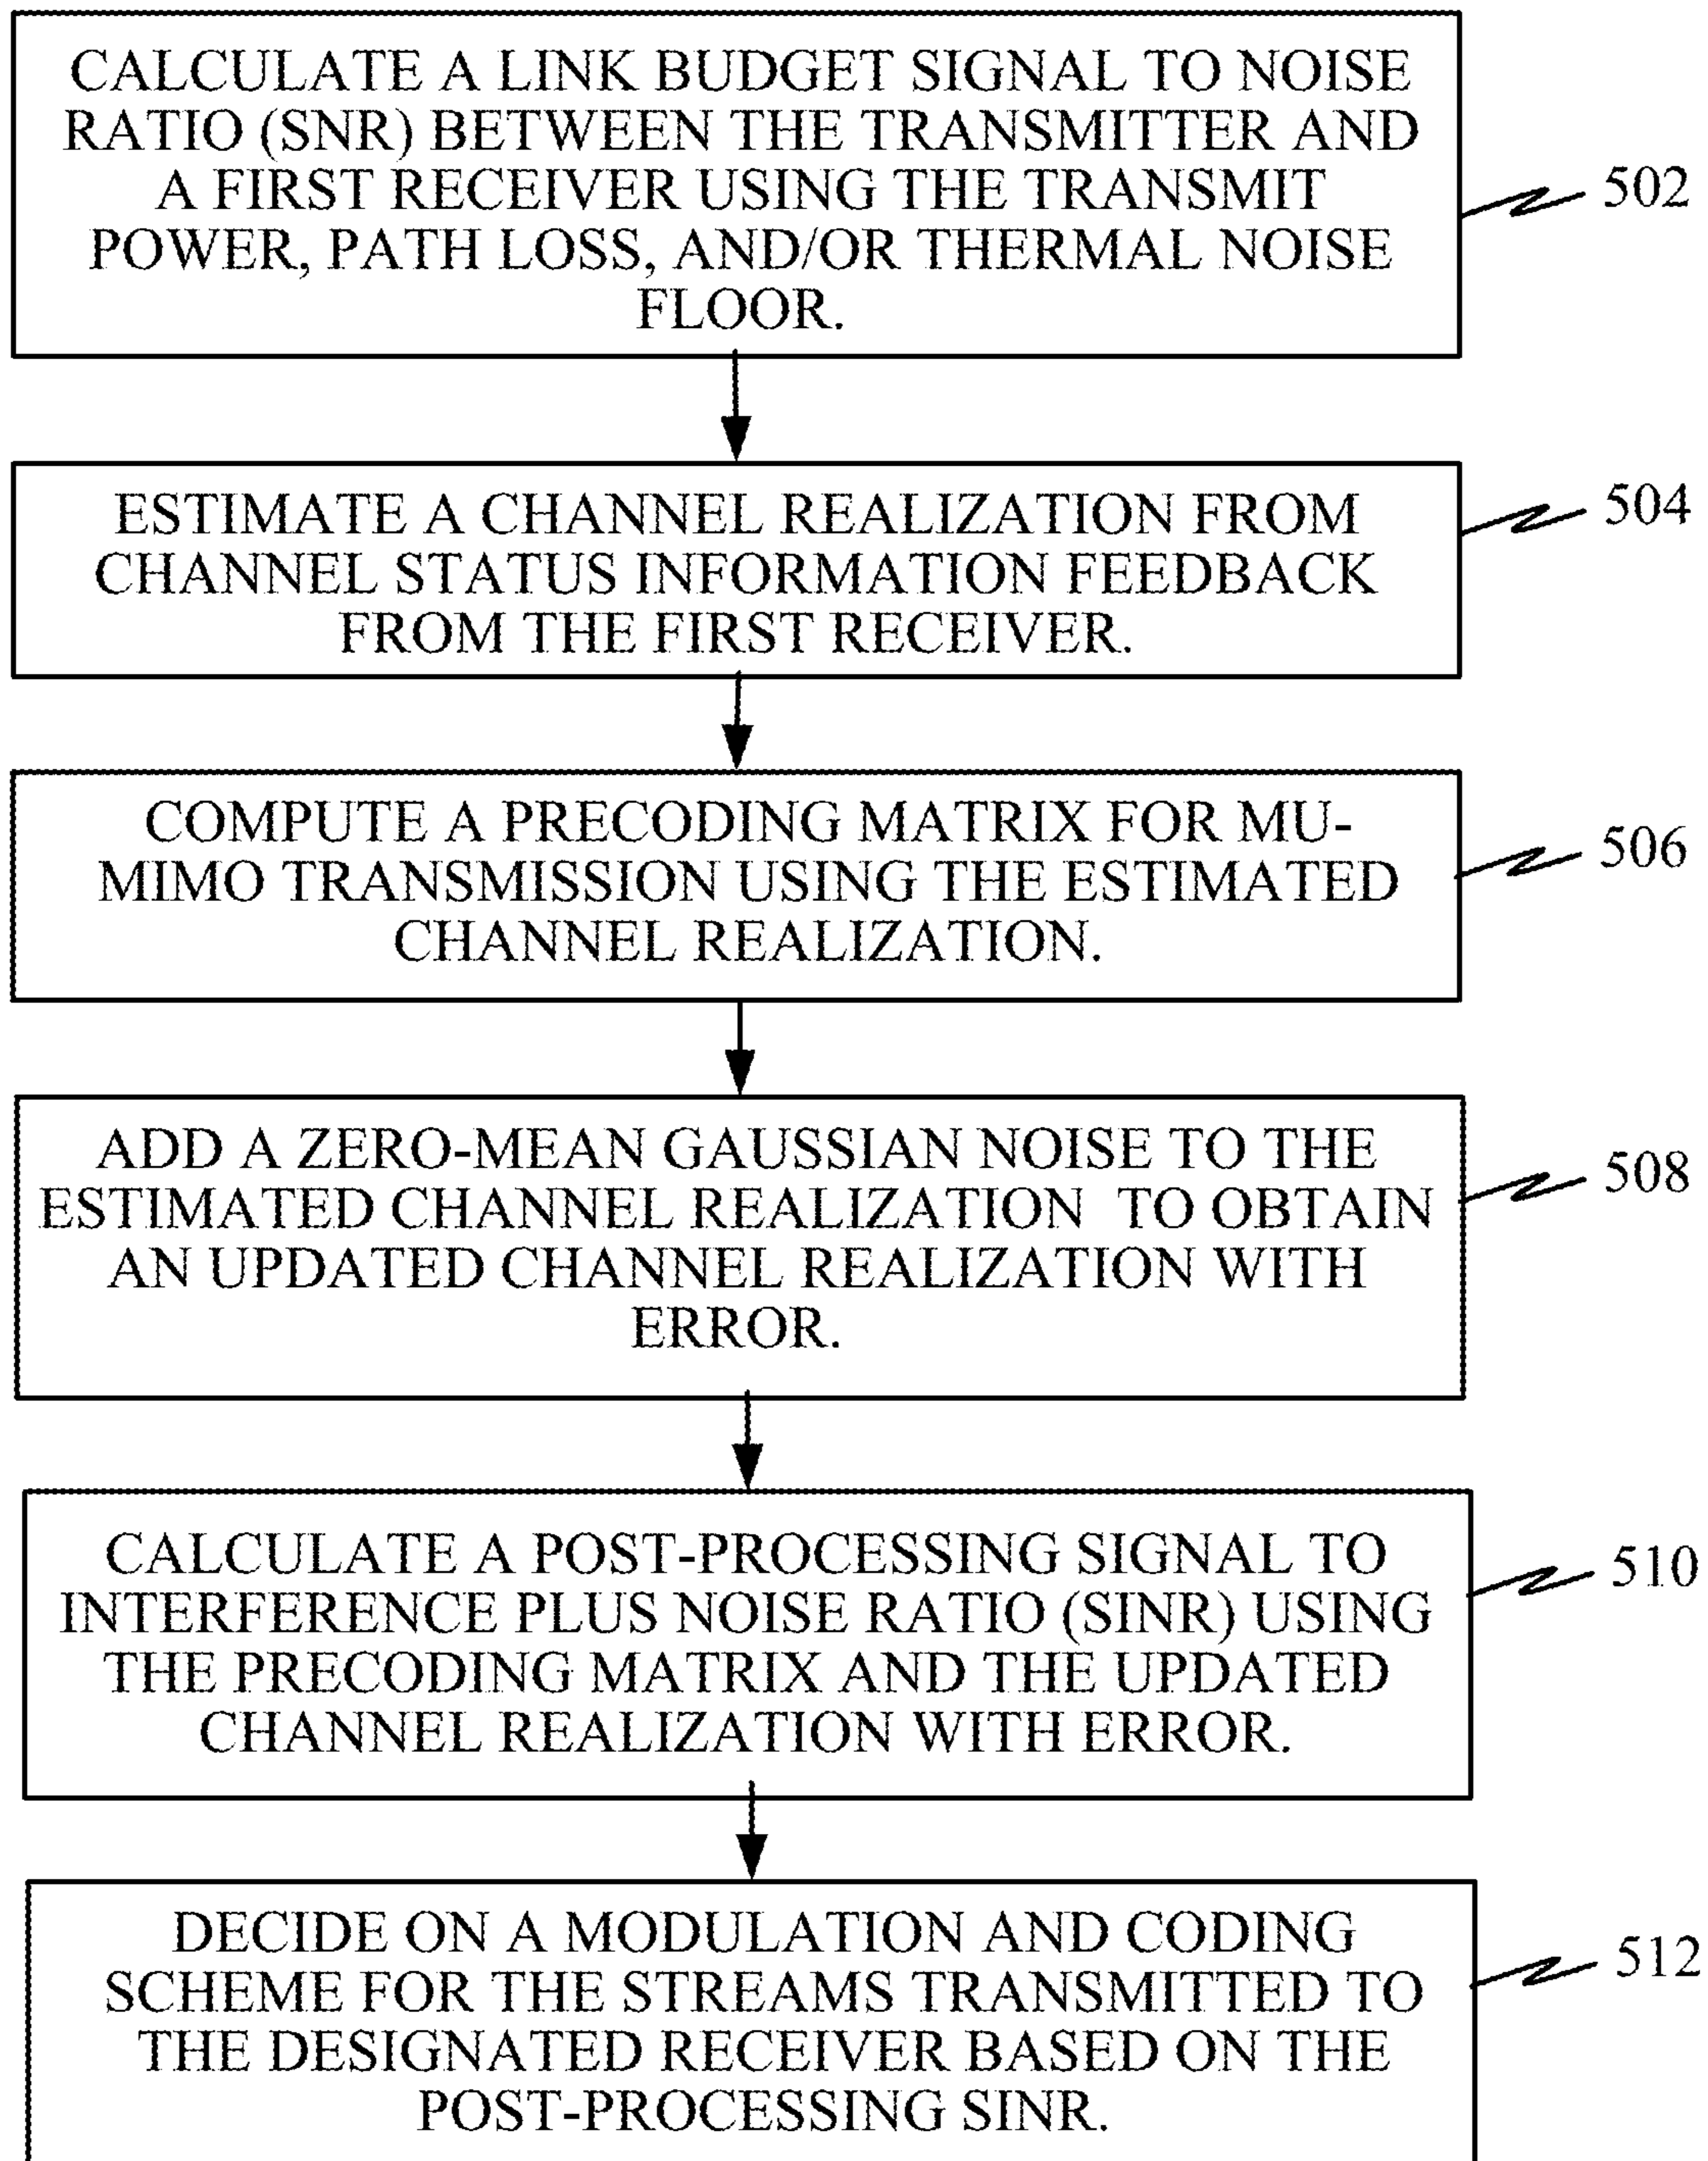 CALCULATE A LINK BUDGET SIGNAL TO NOISE
RATIO (SNR) BETWEEN THE TRANSMITTER AND
A FIRST RECEIVER USING THE TRANSMIT
POWER, PATH LOSS, AND/OR THERMAL NOISE
FLOOR.
502
ESTIMATE A CHANNEL REALIZATION FROM
CHANNEL STATUS INFORMATION FEEDBACK
FROM THE FIRST RECEIVER.
504
COMPUTE A PRECODING MATRIX FOR MU-
MIMO TRANSMISSION USING THE ESTIMATED
CHANNEL REALIZATION.
506
ADD A ZERO-MEAN GAUSSIAN NOISE TO THE
ESTIMATED CHANNEL REALIZATION TO OBTAIN
AN UPDATED CHANNEL REALIZATION WITH
ERROR.
508
CALCULATE A POST-PROCESSING SIGNAL TO
INTERFERENCE PLUS NOISE RATIO (SINR) USING
THE PRECODING MATRIX AND THE UPDATED
CHANNEL REALIZATION WITH ERROR.
510
DECIDE ON A MODULATION AND CODING
SCHEME FOR THE STREAMS TRANSMITTED TO
THE DESIGNATED RECEIVER BASED ON THE
POST-PROCESSING SINR.
512